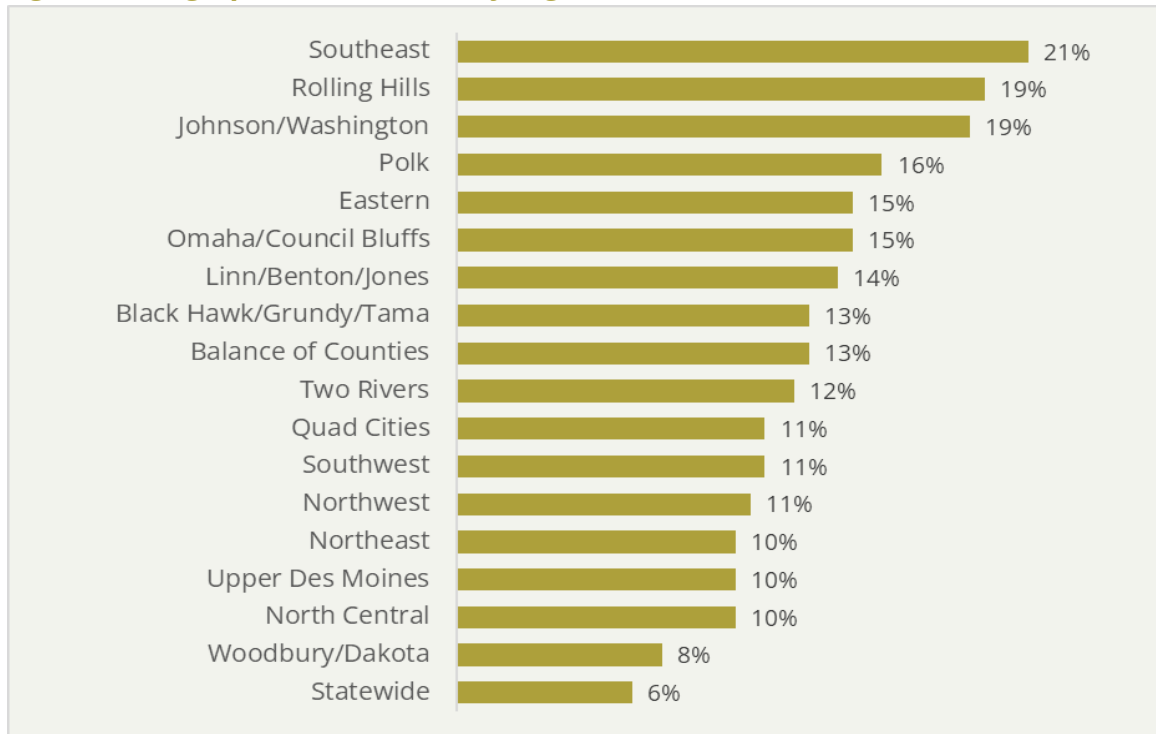 Southeast 21%
Rolling Hills 19%
Johnson/Washington 19%
Polk 16%
Eastern 15%
Omaha/Council Bluffs 15%
Linn/Benton/Jones 14%
Black Hawk/Grundy/Tama 13%
Balance of Counties 13%
Two Rivers 12%
Quad Cities 11%
Southwest 11%
Northwest 11%
Northeast 10%
Upper Des Moines 10%
North Central 10%
Woodbury/Dakota 8%
Statewide 6%